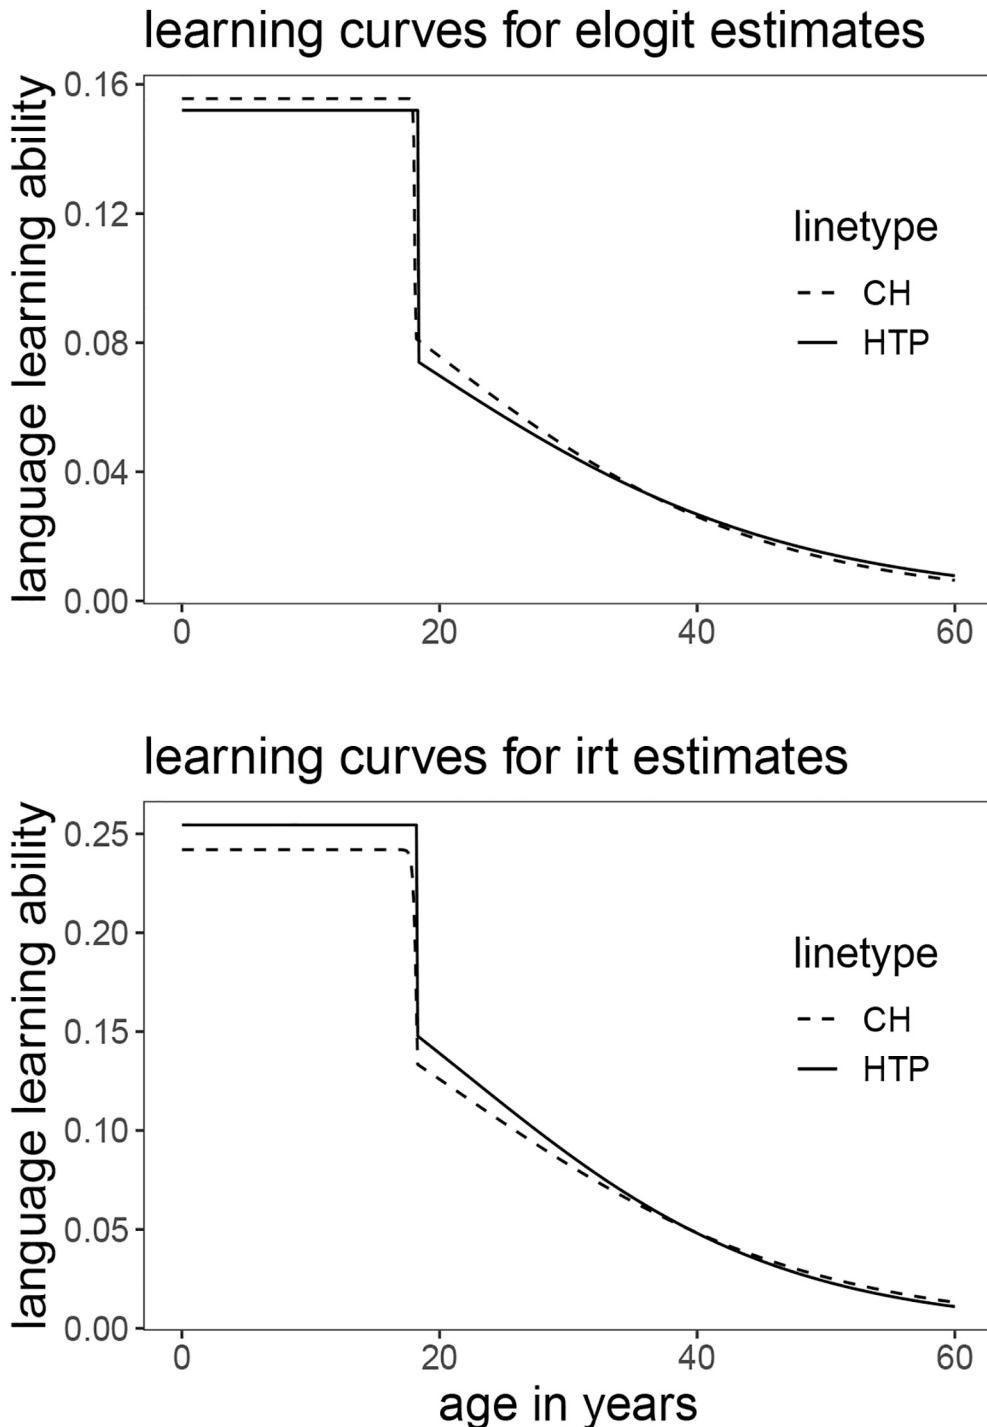 learning curves for elogit estimates
language learning ability
0.16
0.12
0.08
0.04
0.00
0
20
40
60
linetype
CH
HTP
learning curves for irt estimates
language learning ability
0.25
0.20
0.15
0.10
0.05
0.00
0
20
40
60
linetype
CH
HTP
age in years